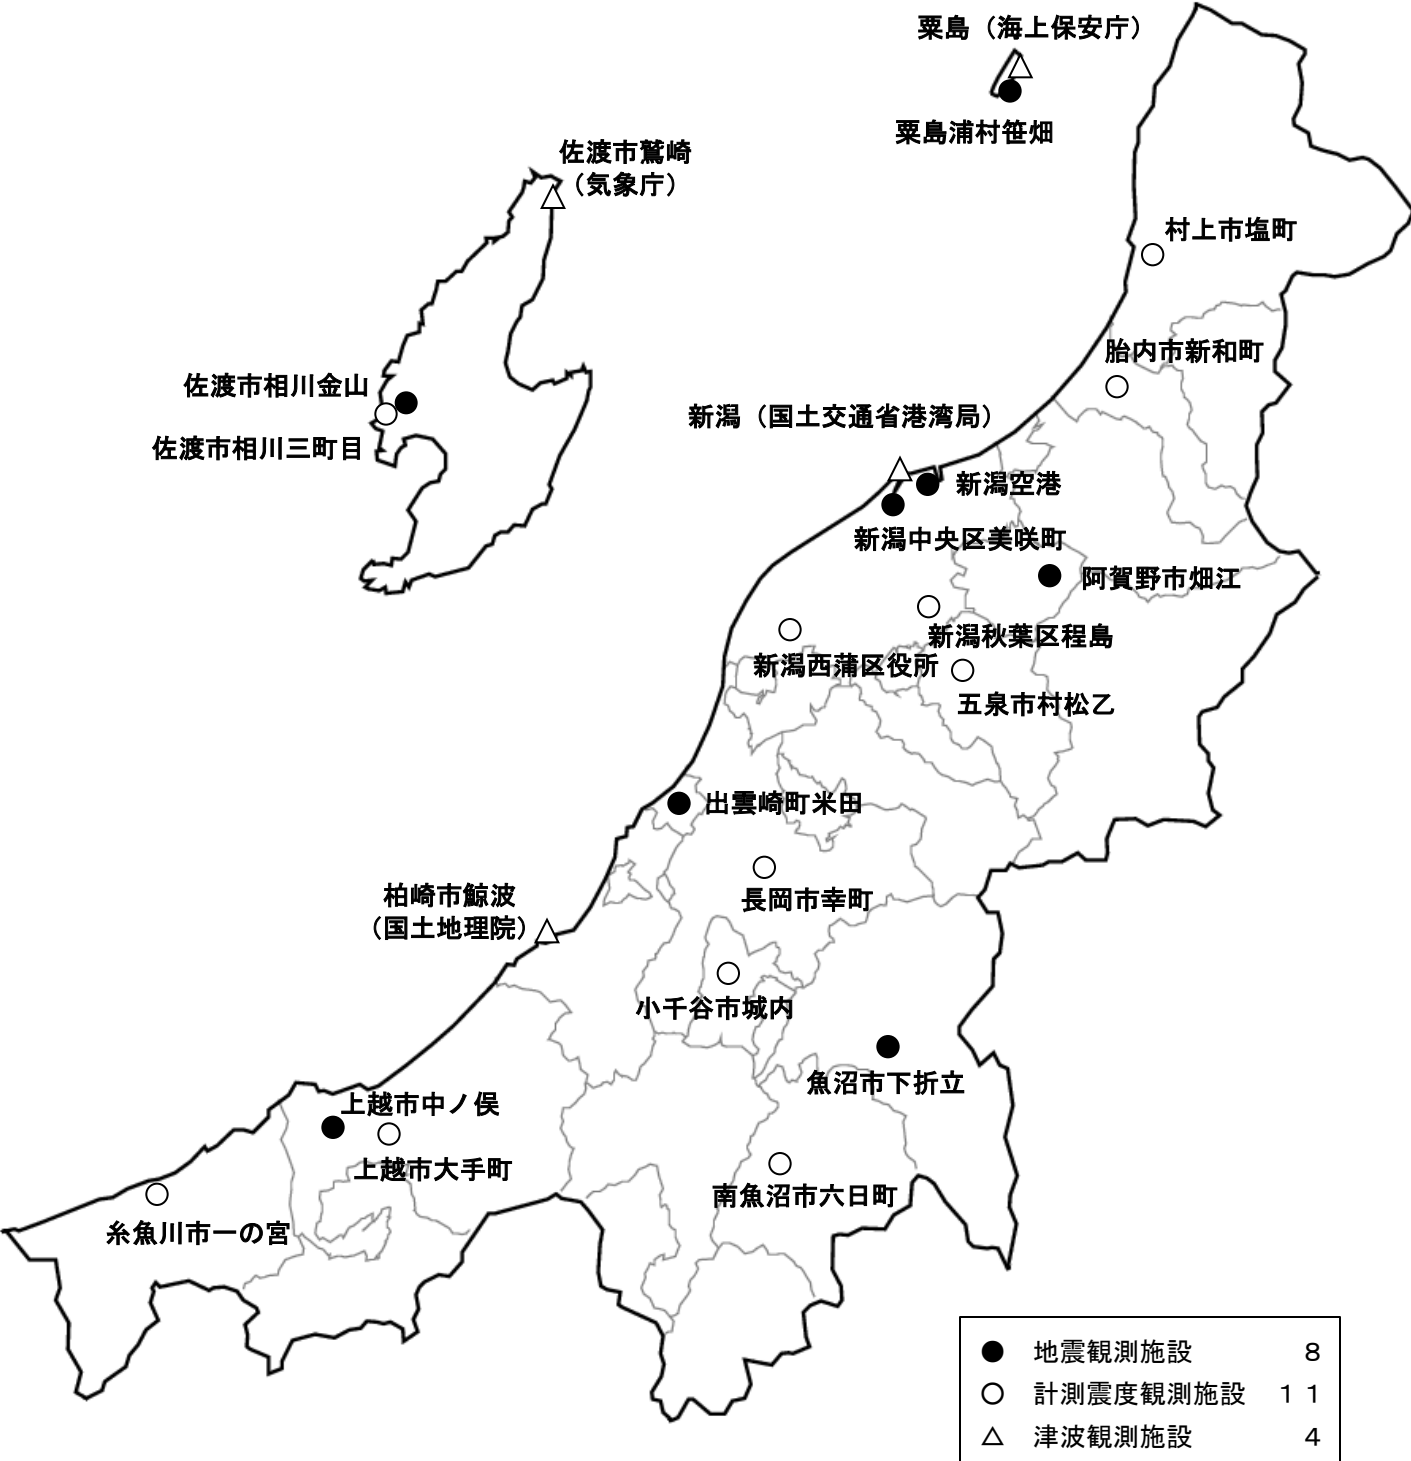 粟島（海上保安庁）
粟島浦村笹畑
佐渡市鷲崎
（気象庁）
村上市塩町
胎内市新和町
佐渡市相川金山
佐渡市相川三町目
新潟（国土交通省港湾局）
新潟空港
新潟中央区美咲町
阿賀野市畑江
新潟秋葉区程島
新潟西蒲区役所
五泉市村松乙
出雲崎町米田
長岡市幸町
柏崎市鯨波
（国土地理院）
小千谷市城内
魚沼市下折立
上越市中ノ俣
上越市大手町
南魚沼市六日町
糸魚川市一の宮
● 地震観測施設 ８
○ 計測震度観測施設 １１
△ 津波観測施設 ４